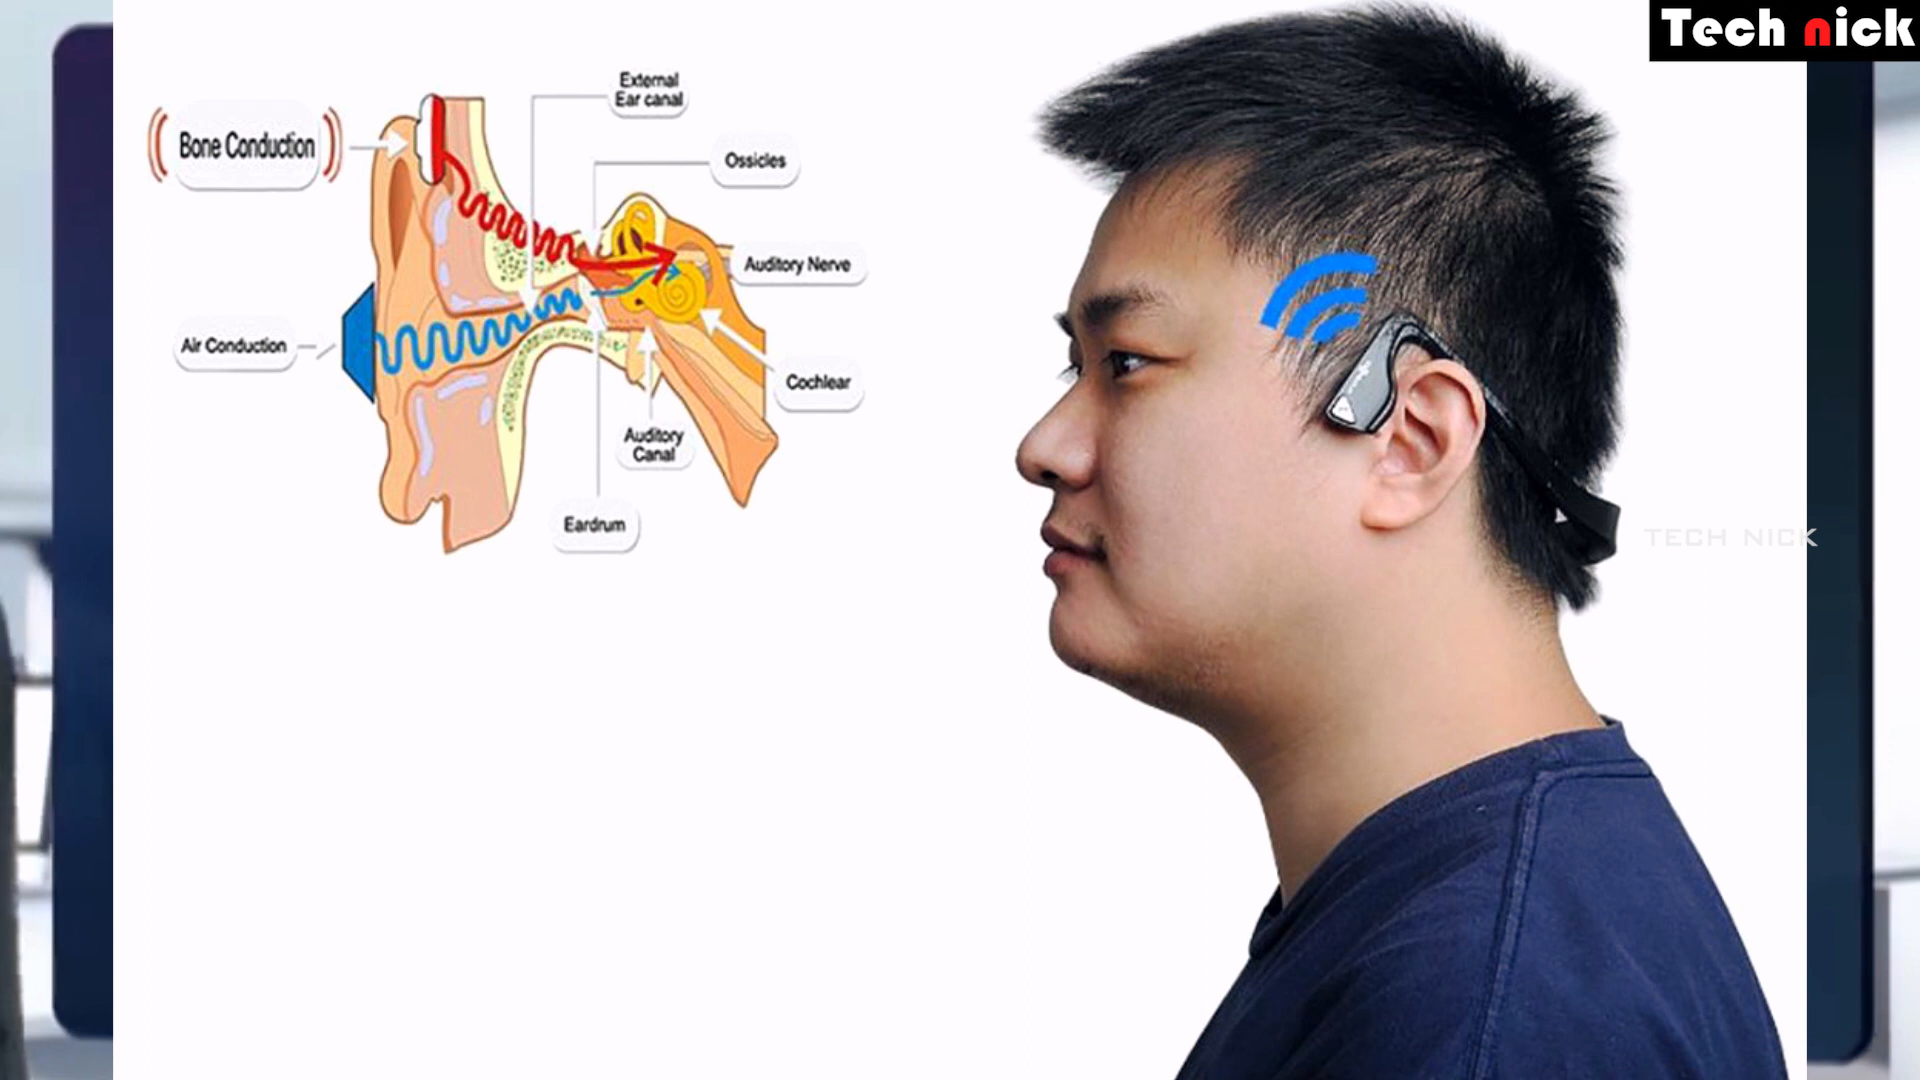 Tech nick
External
Ear canal
Bone Conduction
Ossicles
Auditory Nerve
Air Conduction
Cochlear
Auditory
Canal
Eardrum
TECH NICK